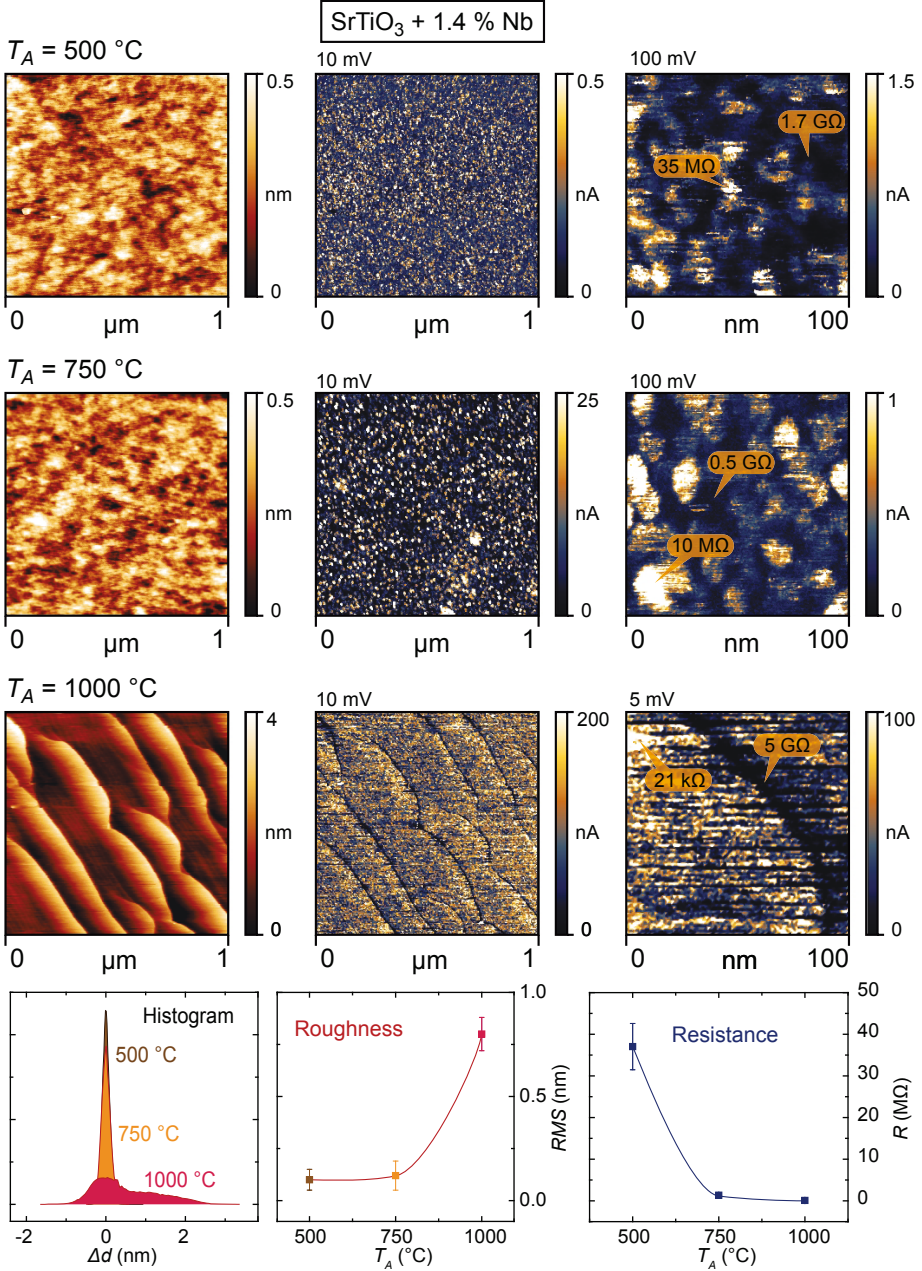 SrTiO₃ + 1.4 % Nb
T_A = 500 °C
10 mV
100 mV
0.5
nm
0
0 µm 1
0.5
nA
0
0 µm 1
1.7 GΩ
35 MΩ
1.5
nA
0
0 nm 100
T_A = 750 °C
10 mV
100 mV
0.5
nm
0
0 µm 1
25
nA
0
0 µm 1
0.5 GΩ
10 MΩ
1
nA
0
0 nm 100
T_A = 1000 °C
10 mV
5 mV
4
nm
0
0 µm 1
200
nA
0
0 µm 1
5 GΩ
21 kΩ
100
nA
0
0 nm 100
Histogram
500 °C
750 °C
1000 °C
-2 0 2
Δd (nm)
Roughness
1.0
0.5
0.0
RMS (nm)
500 750 1000
T_A (°C)
Resistance
50
40
30
20
10
0
R (MΩ)
500 750 1000
T_A (°C)